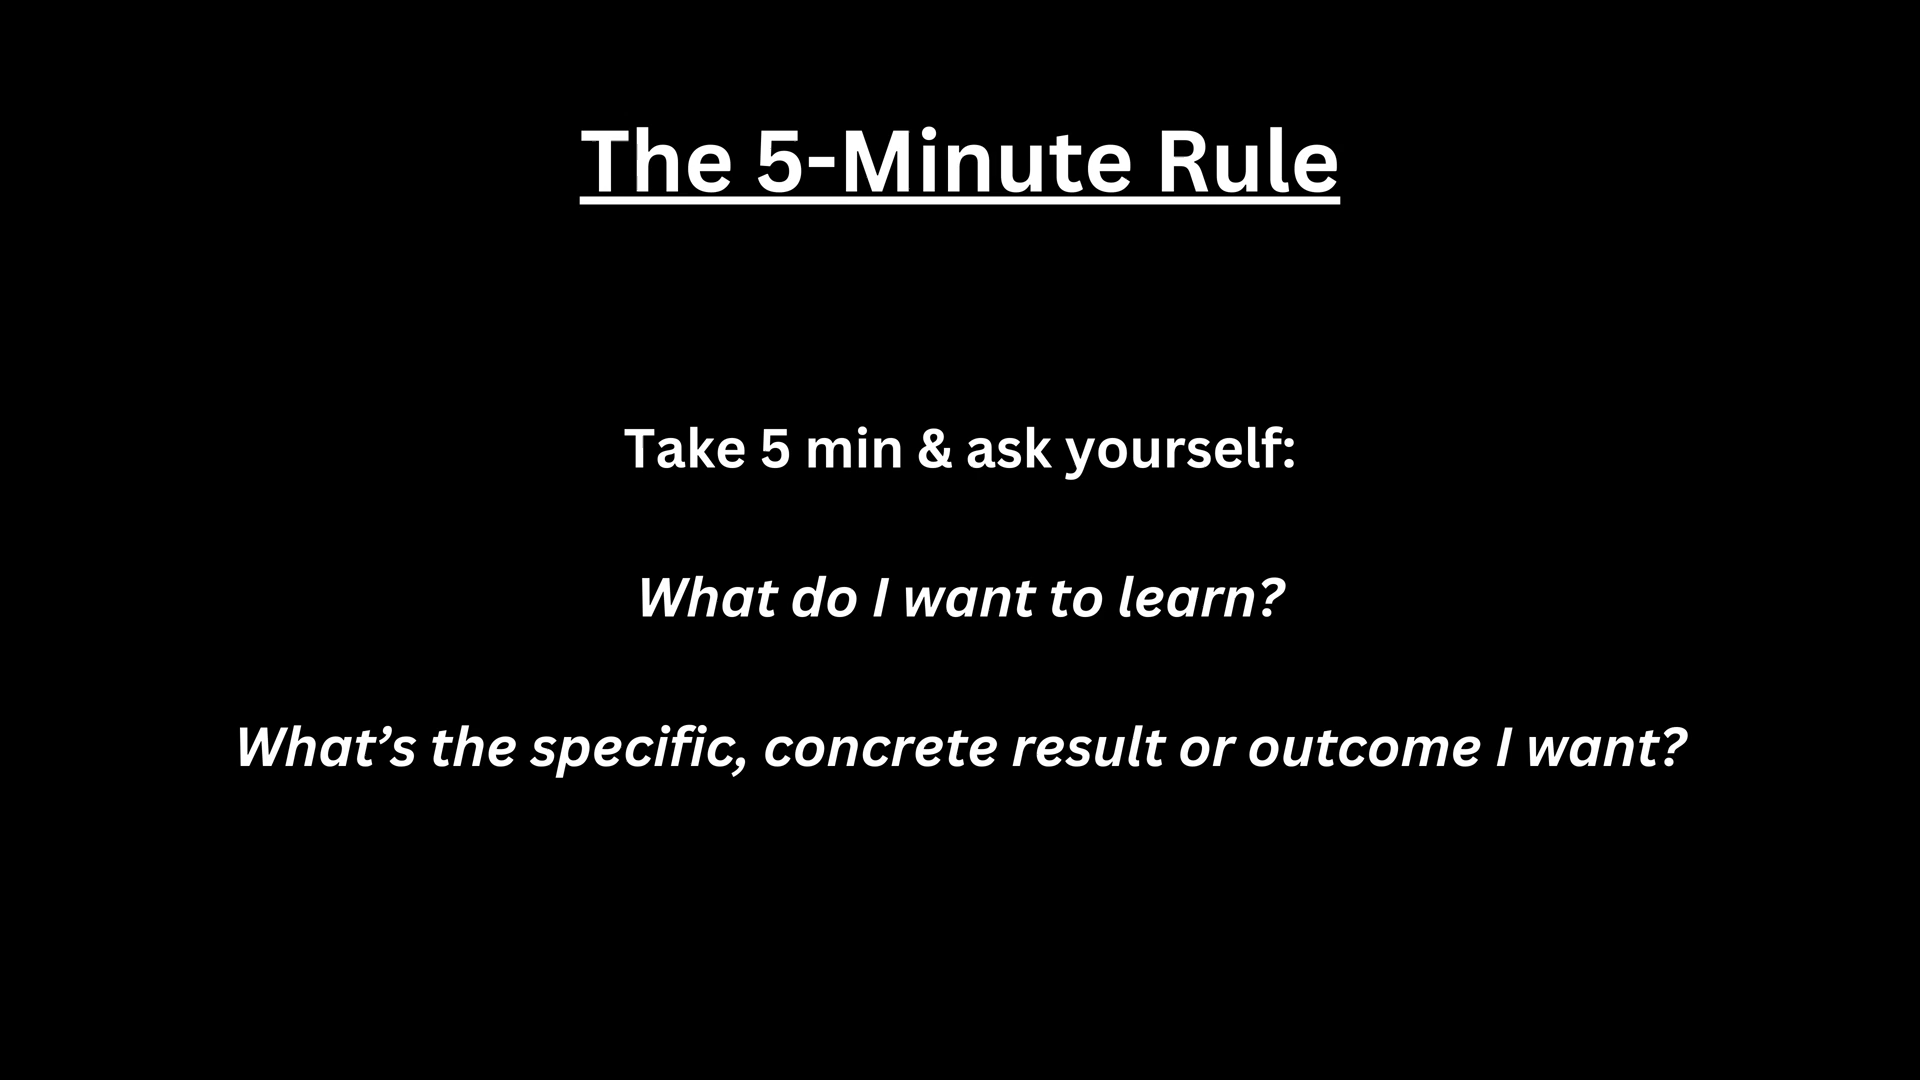 The 5-Minute Rule
Take 5 min & ask yourself:
What do I want to learn?
What’s the specific, concrete result or outcome I want?